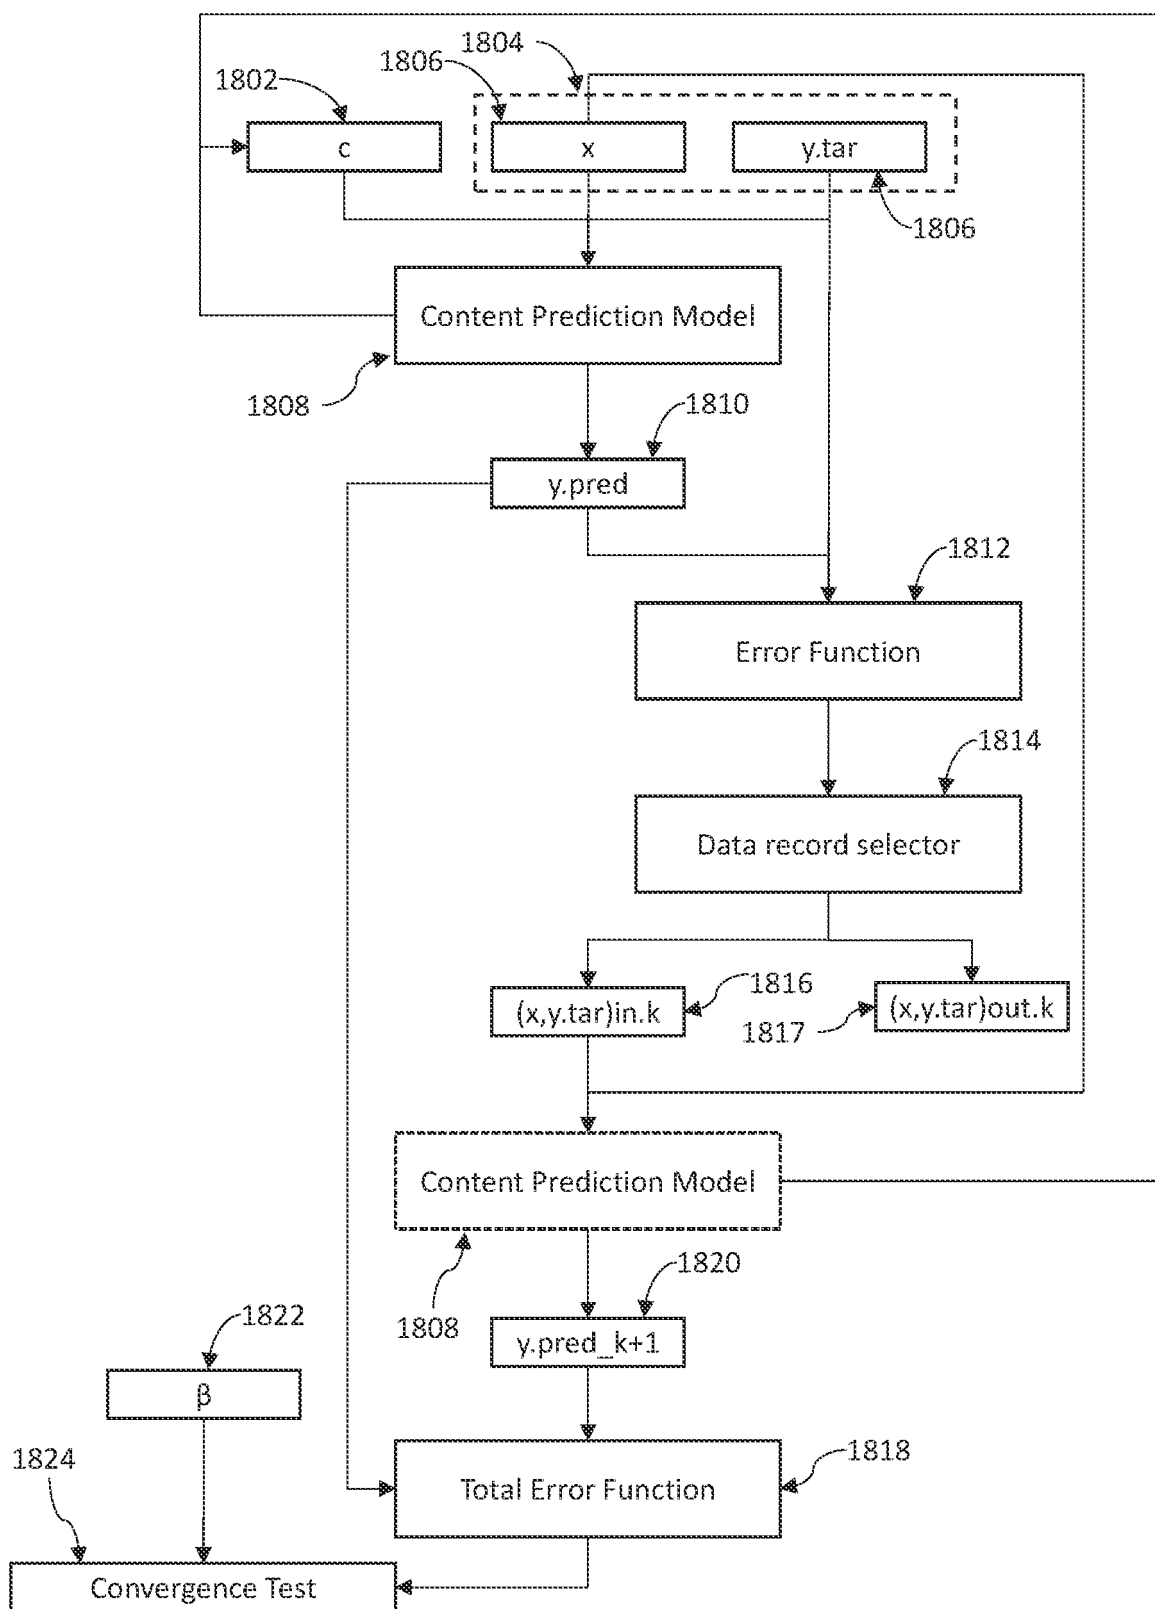 1804
1806
1802
c
x
y.tar
1806
Content Prediction Model
1808
1810
y.pred
1812
Error Function
1814
Data record selector
(x,y.tar)in.k
1816
1817
(x,y.tar)out.k
Content Prediction Model
1808
1820
y.pred_k+1
1822
β
1824
Total Error Function
1818
Convergence Test